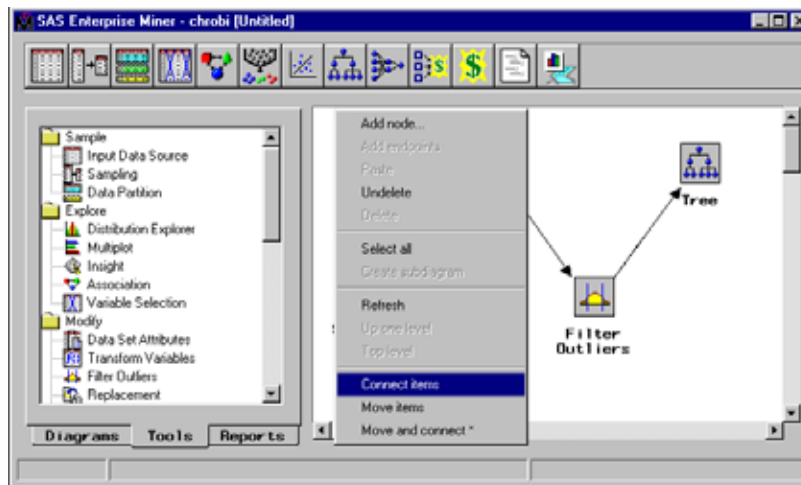 SAS Enterprise Miner - chrobi [Untitled]
Sample
Input Data Source
Sampling
Data Partition
Explore
Distribution Explorer
Multiplot
Insight
Association
Variable Selection
Modify
Data Set Attributes
Transform Variables
Filter Outliers
Replacement
Diagrams Tools Reports
Add node...
Add endpoints
Paste
Undelete
Delete
Select all
Create subdiagram
Refresh
Up one level
Top level
Connect items
Move items
Move and connect *
Tree
Filter
Outliers